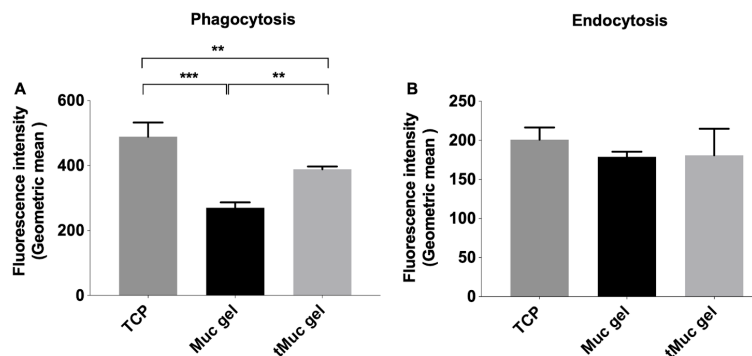 Phagocytosis
**
***
**
A
Fluorescence intensity
(Geometric mean )
600
400
200
0
TCP
Muc gel
tMuc gel
Endocytosis
B
Fluorescence intensity
(Geometric mean )
250
200
150
100
50
0
TCP
Muc gel
tMuc gel